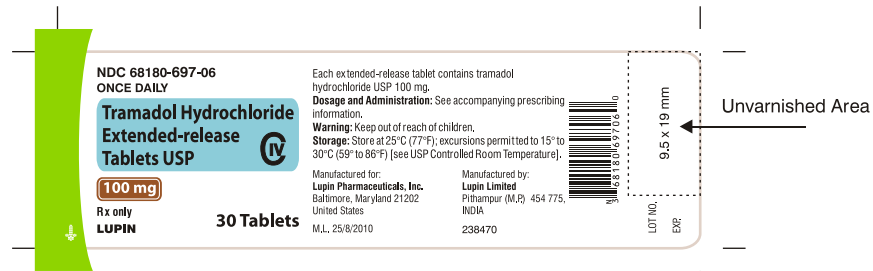 NDC 68180-697-06
ONCE DAILY
Tramadol Hydrochloride
Extended-release
Tablets USP
CIV
100 mg
Rx only
LUPIN
30 Tablets
Each extended-release tablet contains tramadol
hydrochloride USP 100 mg.
Dosage and Administration: See accompanying prescribing
information.
Warning: Keep out of reach of children.
Storage: Store at 25°C (77°F); excursions permitted to 15° to
30°C (59° to 86°F) [see USP Controlled Room Temperature].
Manufactured for:
Lupin Pharmaceuticals, Inc.
Baltimore, Maryland 21202
United States
M.L. 25/8/2010
Manufactured by:
Lupin Limited
Pithampur (M.P.) 454 775,
INDIA
238470
N
3 68180-69706 0
9.5 x 19 mm
LOT NO.
EXP.
Unvarnished Area